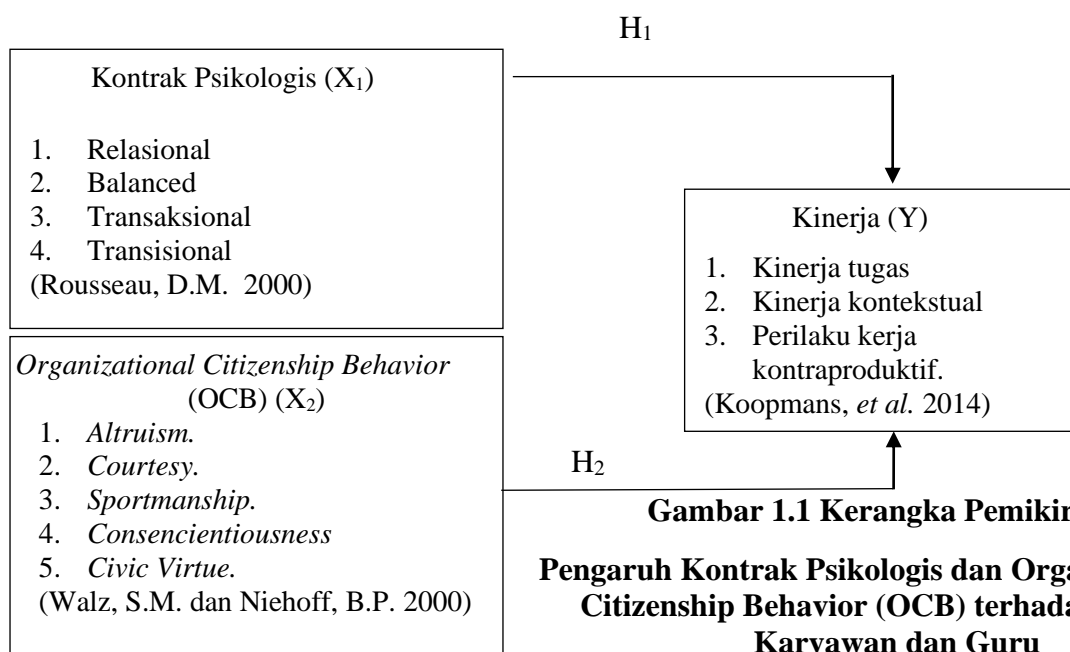 H₁
Kontrak Psikologis (X₁)
1. Relasional
2. Balanced
3. Transaksional
4. Transisional
(Rousseau, D.M. 2000)
Kinerja (Y)
1. Kinerja tugas
2. Kinerja kontekstual
3. Perilaku kerja
kontraproduktif.
(Koopmans, et al. 2014)
Organizational Citizenship Behavior
(OCB) (X₂)
1. Altruism.
2. Courtesy.
3. Sportmanship.
4. Consencientiousness
5. Civic Virtue.
(Walz, S.M. dan Niehoff, B.P. 2000)
H₂
Gambar 1.1 Kerangka Pemikir
Pengaruh Kontrak Psikologis dan Orga
Citizenship Behavior (OCB) terhada
Karyawan dan Guru